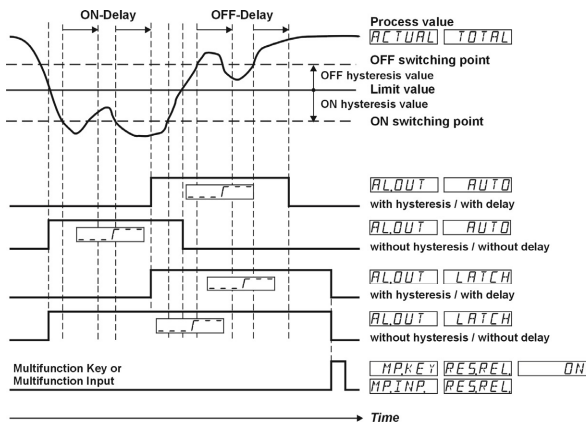 ON-Delay OFF-Delay
Process value
ACTUAL TOTAL
OFF switching point
OFF hysteresis value
Limit value
ON hysteresis value
ON switching point
AL.OUT AUTO
with hysteresis / with delay
AL.OUT AUTO
without hysteresis / without delay
AL.OUT LATCH
with hysteresis / with delay
AL.OUT LATCH
without hysteresis / without delay
Multifunction Key or
Multifunction Input
MP.KEY RES.REL. ON
MP.INP. RES.REL.
Time